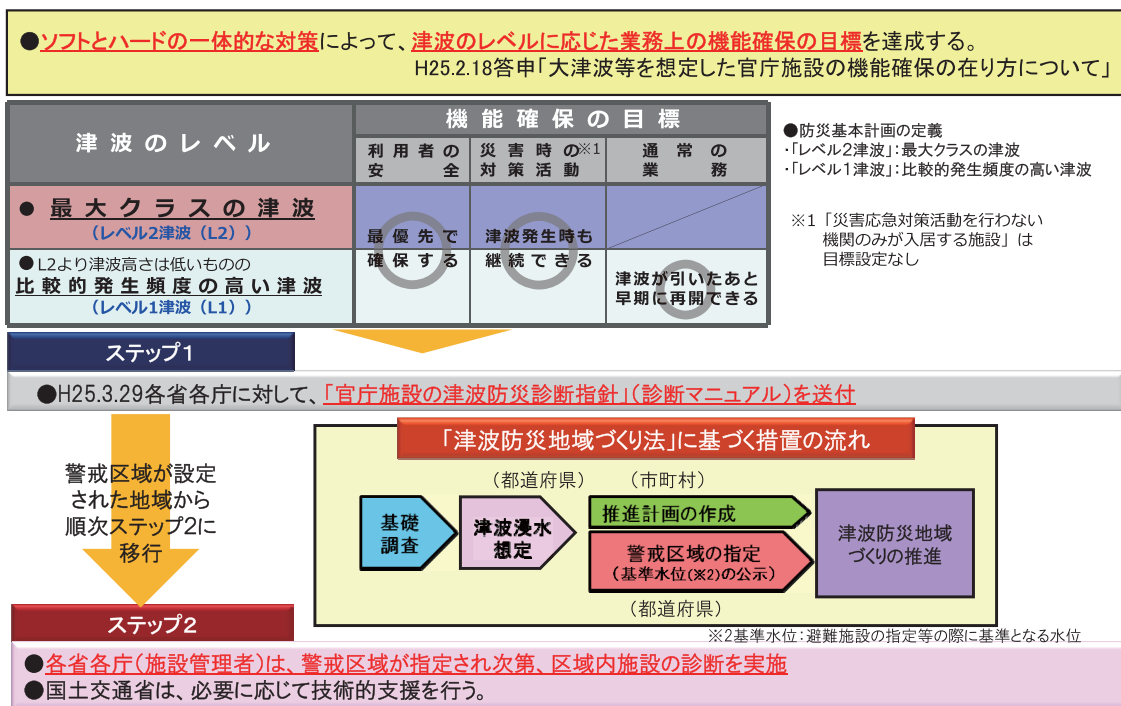 ●ソフトとハードの一体的な対策によって、津波のレベルに応じた業務上の機能確保の目標を達成する。
H25.2.18答申「大津波等を想定した官庁施設の機能確保の在り方について」
津波のレベル
機能確保の目標
利用者の
安全
災害時の※1
対策活動
通常の
業務
● 最大クラスの津波
（レベル2津波（L2））
●L2より津波高さは低いものの
比較的発生頻度の高い津波
（レベル1津波（L1））
最優先で
確保する
津波発生時も
継続できる
津波が引いたあと
早期に再開できる
●防災基本計画の定義
・「レベル2津波」：最大クラスの津波
・「レベル1津波」：比較的発生頻度の高い津波
※1「災害応急対策活動を行わない
機関のみが入居する施設」は
目標設定なし
ステップ1
●H25.3.29各省各庁に対して、「官庁施設の津波防災診断指針」（診断マニュアル）を送付
警戒区域が設定
された地域から
順次ステップ2に
移行
「津波防災地域づくり法」に基づく措置の流れ
（都道府県）
（市町村）
基礎
調査
津波浸水
想定
推進計画の作成
警戒区域の指定
（基準水位(※2)の公示）
（都道府県）
津波防災地域
づくりの推進
※2基準水位：避難施設の指定等の際に基準となる水位
ステップ2
●各省各庁（施設管理者）は、警戒区域が指定され次第、区域内施設の診断を実施
●国土交通省は、必要に応じて技術的支援を行う。